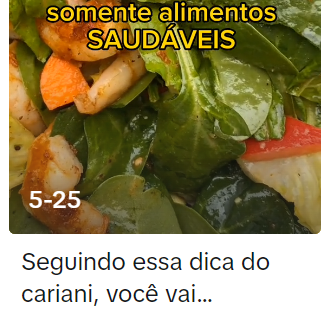 somente alimentos
SAUDÁVEIS
5-25
Seguindo essa dica do
cariani, você vai...